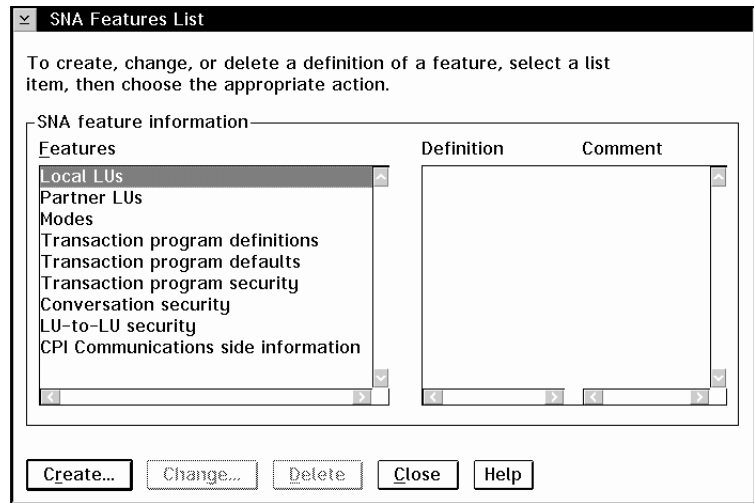 SNA Features List
To create, change, or delete a definition of a feature, select a list
item, then choose the appropriate action.
SNA feature information
Features
Definition
Comment
Local LUs
Partner LUs
Modes
Transaction program definitions
Transaction program defaults
Transaction program security
Conversation security
LU-to-LU security
CPI Communications side information
Create...
Change...
Delete
Close
Help